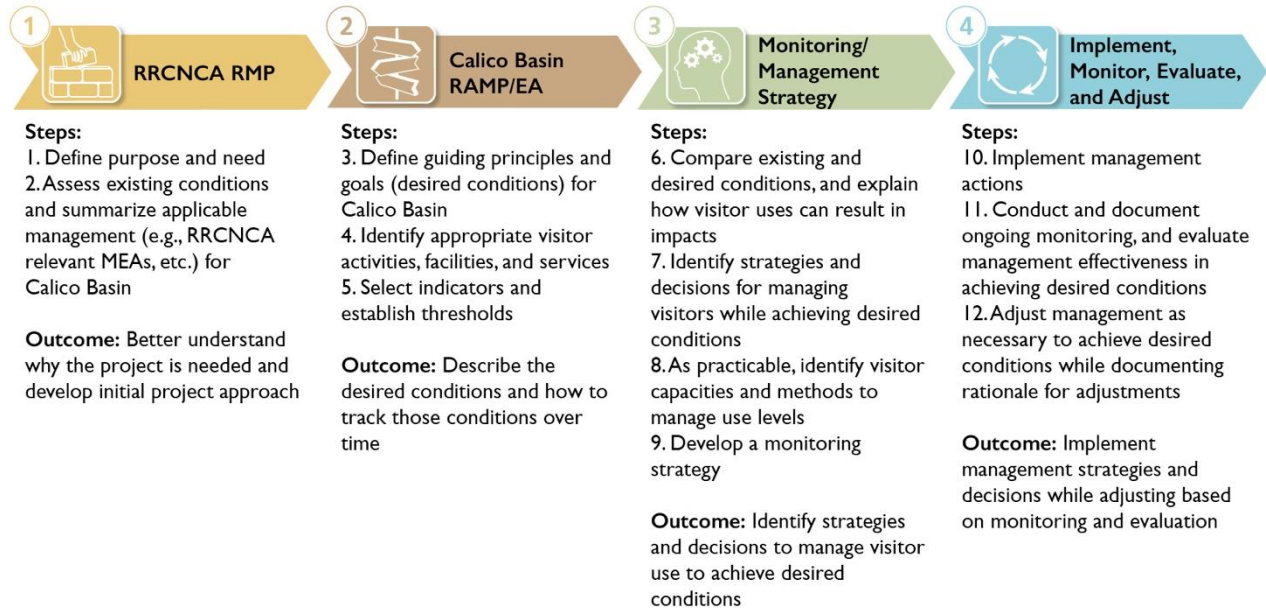 1
RRCNCA RMP
Steps:
1. Define purpose and need
2. Assess existing conditions
and summarize applicable
management (e.g., RRCNCA
relevant MEAs, etc.) for
Calico Basin
Outcome: Better understand
why the project is needed and
develop initial project approach
2
Calico Basin
RAMP/EA
Steps:
3. Define guiding principles and
goals (desired conditions) for
Calico Basin
4. Identify appropriate visitor
activities, facilities, and services
5. Select indicators and
establish thresholds
Outcome: Describe the
desired conditions and how to
track those conditions over
time
3
Monitoring/
Management
Strategy
Steps:
6. Compare existing and
desired conditions, and explain
how visitor uses can result in
impacts
7. Identify strategies and
decisions for managing
visitors while achieving desired
conditions
8. As practicable, identify visitor
capacities and methods to
manage use levels
9. Develop a monitoring
strategy
Outcome: Identify strategies
and decisions to manage visitor
use to achieve desired
conditions
4
Implement,
Monitor, Evaluate,
and Adjust
Steps:
10. Implement management
actions
11. Conduct and document
ongoing monitoring, and evaluate
management effectiveness in
achieving desired conditions
12. Adjust management as
necessary to achieve desired
conditions while documenting
rationale for adjustments
Outcome: Implement
management strategies and
decisions while adjusting based
on monitoring and evaluation